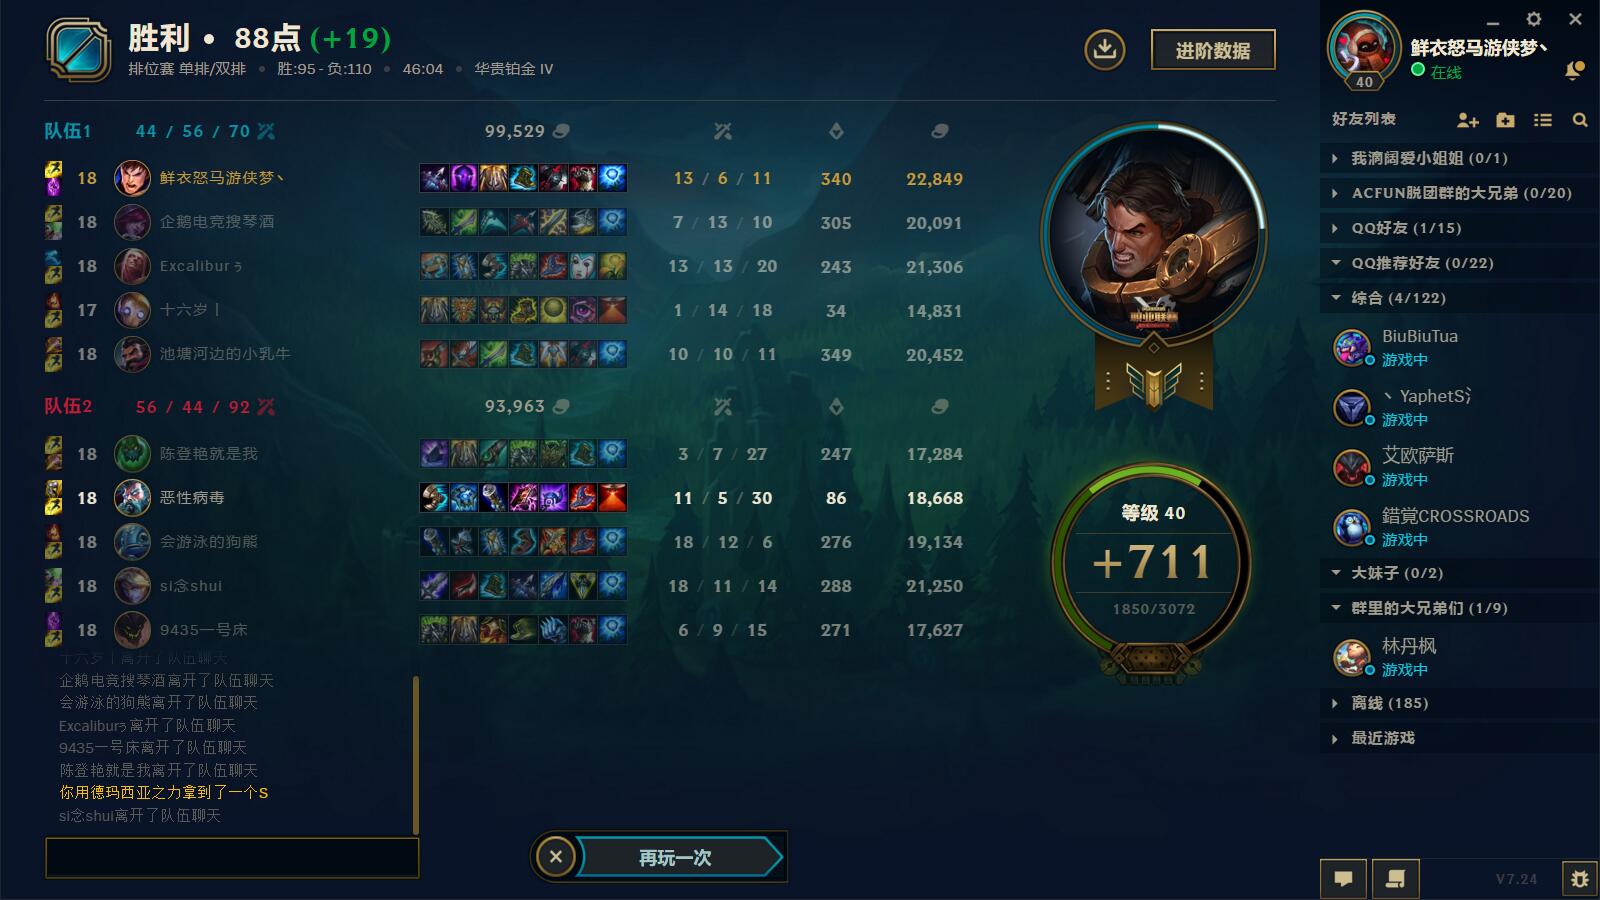 胜利 • 88点 (+19)
排位赛 单排/双排 • 胜:95 - 负:110 • 46:04 • 华贵铂金 IV
进阶数据
队伍1 44 / 56 / 70 99,529
18 鲜衣怒马游侠梦丶 13 / 6 / 11 340 22,849
18 企鹅电竞搜琴酒 7 / 13 / 10 305 20,091
18 Excaliburぅ 13 / 13 / 20 243 21,306
17 十六岁丨 1 / 14 / 18 34 14,831
18 池塘河边的小乳牛 10 / 10 / 11 349 20,452
队伍2 56 / 44 / 92 93,963
18 陈登艳就是我 3 / 7 / 27 247 17,284
18 恶性病毒 11 / 5 / 30 86 18,668
18 会游泳的狗熊 18 / 12 / 6 276 19,134
18 si念shui 18 / 11 / 14 288 21,250
18 9435一号床 6 / 9 / 15 271 17,627
十六岁丨离开了队伍聊天
企鹅电竞搜琴酒离开了队伍聊天
会游泳的狗熊离开了队伍聊天
Excaliburぅ离开了队伍聊天
9435一号床离开了队伍聊天
陈登艳就是我离开了队伍聊天
你用德玛西亚之力拿到了一个S
si念shui离开了队伍聊天
再玩一次
等级 40
+711
1850/3072
鲜衣怒马游侠梦丶
40
在线
好友列表
我滴阔爱小姐姐 (0/1)
ACFUN脱团群的大兄弟 (0/20)
QQ好友 (1/15)
QQ推荐好友 (0/22)
综合 (4/122)
BiuBiuTua
游戏中
丶YaphetS氵
游戏中
艾欧萨斯
游戏中
錯覚CROSSROADS
游戏中
大妹子 (0/2)
群里的大兄弟们 (1/9)
林丹枫
游戏中
离线 (185)
最近游戏
V7.24